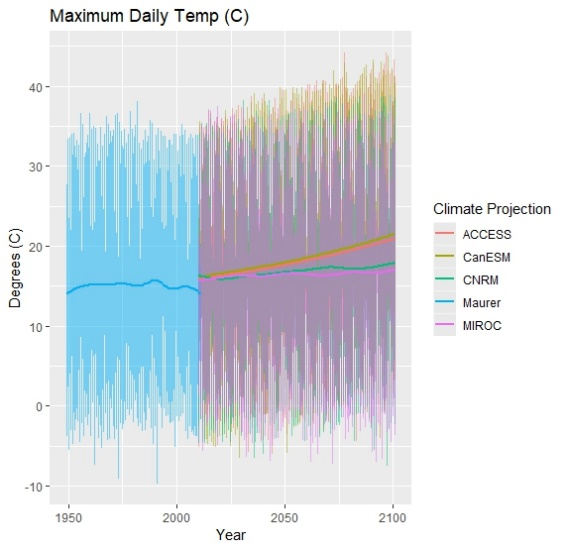 Maximum Daily Temp (C)
40
30
20
10
0
-10
Degrees (C)
1950
2000
2050
2100
Year
Climate Projection
ACCESS
CanESM
CNRM
Maurer
MIROC